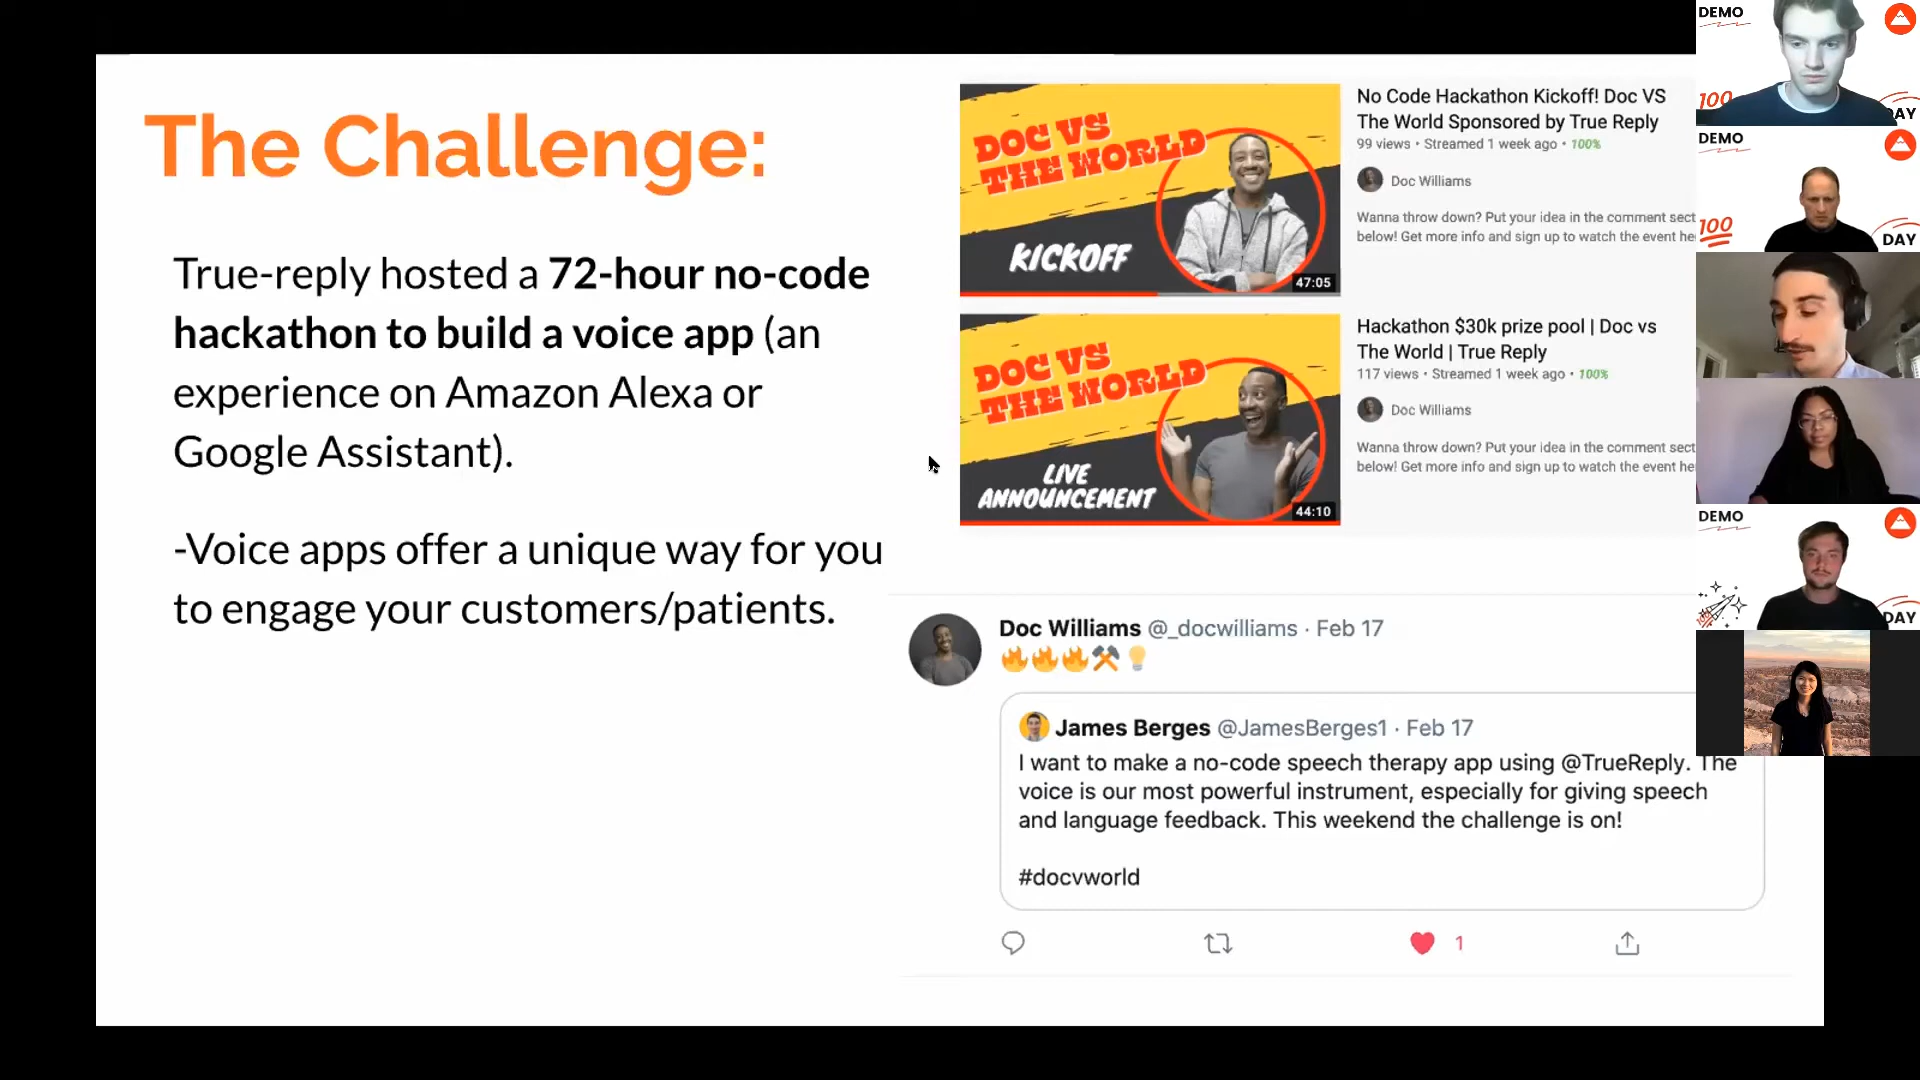 The Challenge:
True-reply hosted a 72-hour no-code
hackathon to build a voice app (an
experience on Amazon Alexa or
Google Assistant).
-Voice apps offer a unique way for you
to engage your customers/patients.
DOC VS
THE WORLD
KICKOFF
47:05
No Code Hackathon Kickoff! Doc VS
The World Sponsored by True Reply
99 views • Streamed 1 week ago • 100%
Doc Williams
Wanna throw down? Put your idea in the comment sect
below! Get more info and sign up to watch the event he
DOC VS
THE WORLD
LIVE
ANNOUNCEMENT
44:10
Hackathon $30k prize pool | Doc vs
The World | True Reply
117 views • Streamed 1 week ago • 100%
Doc Williams
Wanna throw down? Put your idea in the comment sect
below! Get more info and sign up to watch the event he
Doc Williams @_docwilliams · Feb 17
🔥🔥🔥⚒💡
James Berges @JamesBerges1 · Feb 17
I want to make a no-code speech therapy app using @TrueReply. The
voice is our most powerful instrument, especially for giving speech
and language feedback. This weekend the challenge is on!
#docvworld
1
DEMO
100
AY
DEMO
100
DAY
DEMO
DAY